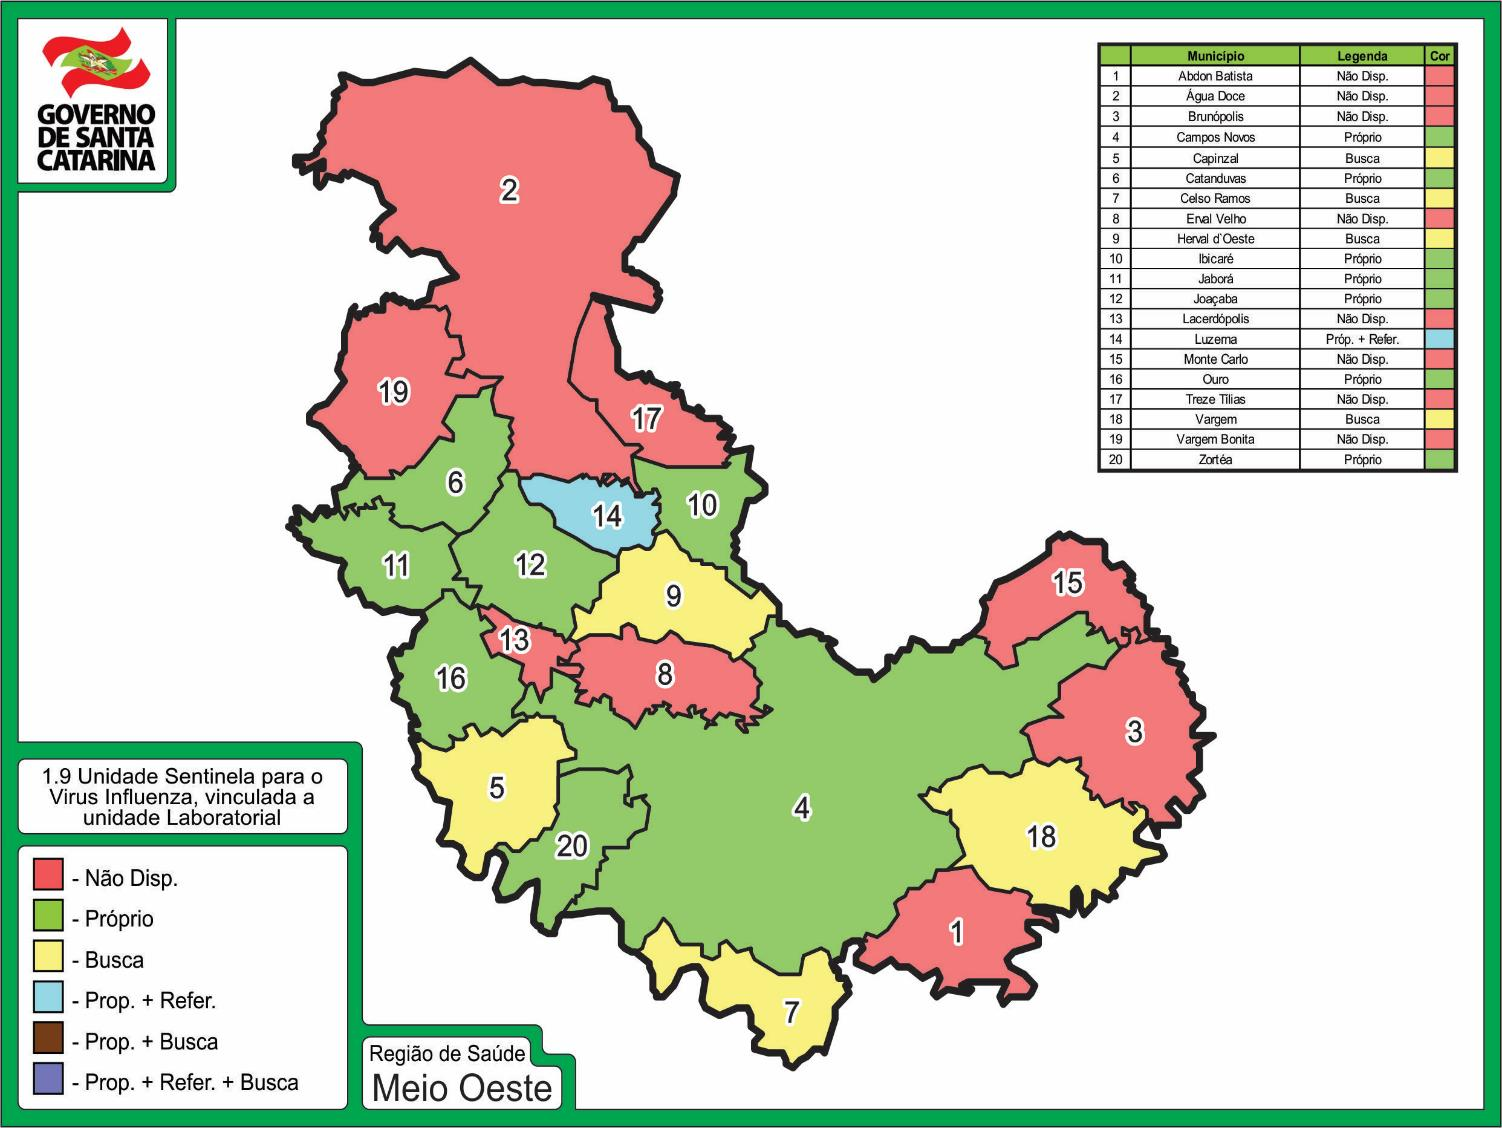 GOVERNO
DE SANTA
CATARINA
Município Legenda Cor
1 Abdon Batista Não Disp.
2 Água Doce Não Disp.
3 Brunópolis Não Disp.
4 Campos Novos Próprio
5 Capinzal Busca
6 Catanduvas Próprio
7 Celso Ramos Busca
8 Erval Velho Não Disp.
9 Herval d`Oeste Busca
10 Ibicaré Próprio
11 Jaborá Próprio
12 Joaçaba Próprio
13 Lacerdópolis Não Disp.
14 Luzerna Próp. + Refer.
15 Monte Carlo Não Disp.
16 Ouro Próprio
17 Treze Tílias Não Disp.
18 Vargem Busca
19 Vargem Bonita Não Disp.
20 Zortéa Próprio
2
19
17
6
14
10
11
12
9
15
13
16
8
3
5
4
20
18
1
7
1.9 Unidade Sentinela para o
Virus Influenza, vinculada a
unidade Laboratorial
- Não Disp.
- Próprio
- Busca
- Prop. + Refer.
- Prop. + Busca
- Prop. + Refer. + Busca
Região de Saúde
Meio Oeste